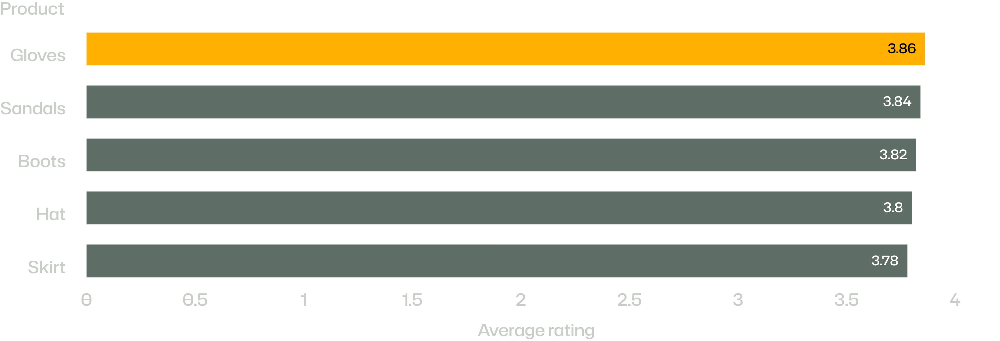 Product
Gloves 3.86
Sandals 3.84
Boots 3.82
Hat 3.8
Skirt 3.78
0 0.5 1 1.5 2 2.5 3 3.5 4
Average rating